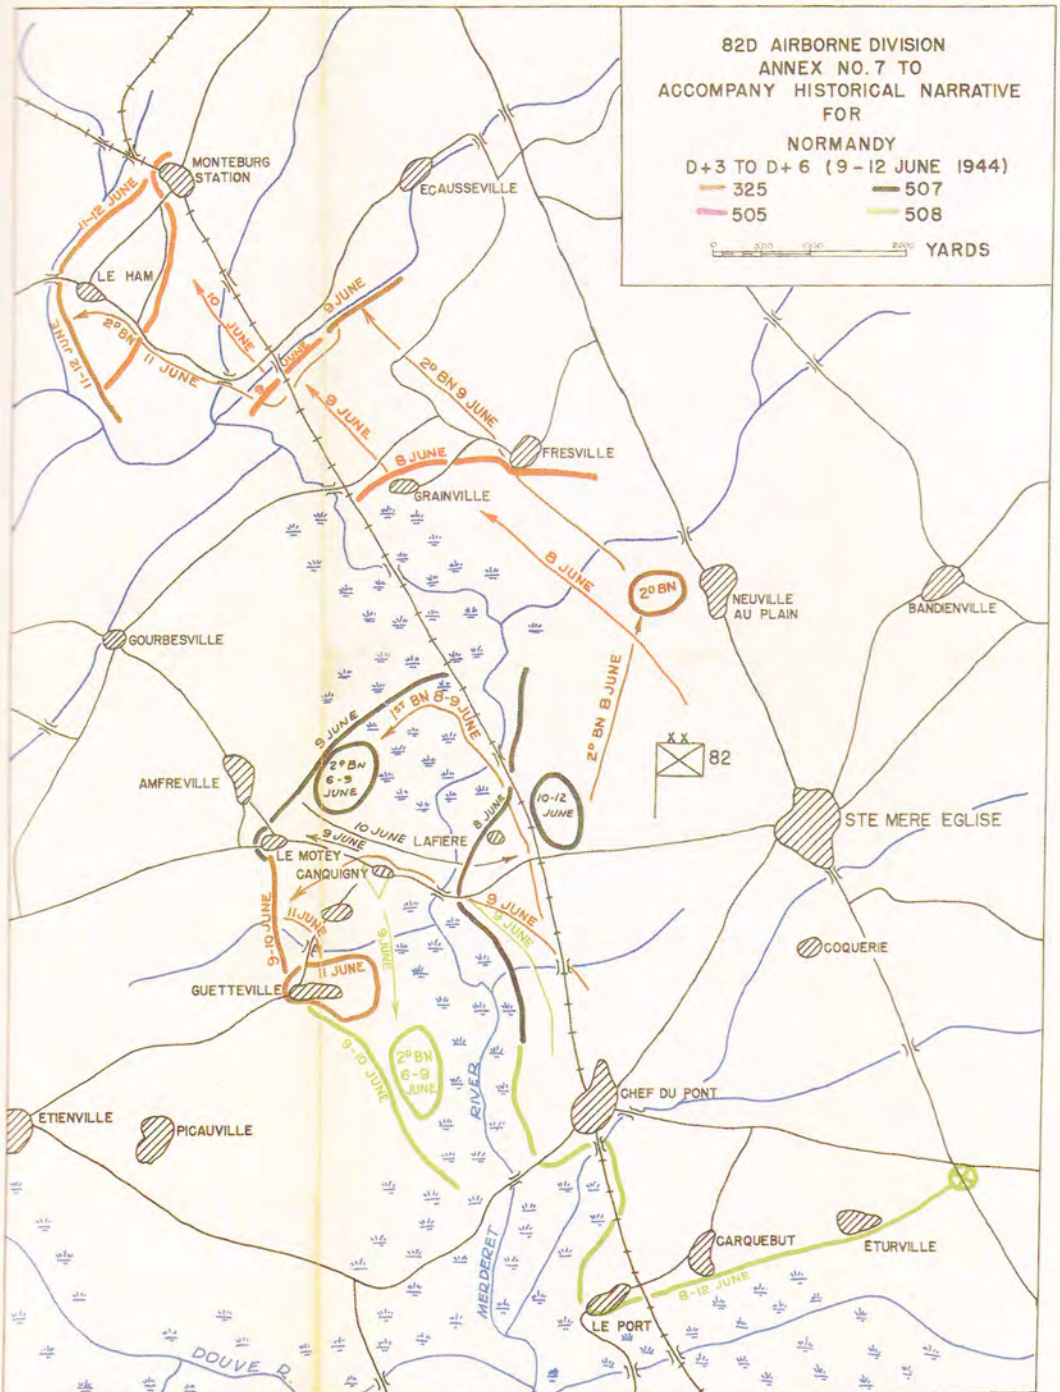 82D AIRBORNE DIVISION
ANNEX NO. 7 TO
ACCOMPANY HISTORICAL NARRATIVE
FOR
NORMANDY
D+3 TO D+6 (9-12 JUNE 1944)
325
507
505
508
0 500 1000 2000 YARDS
MONTEBURG
STATION
ECAUSSEVILLE
11-12 JUNE
LE HAM
10 JUNE
9 JUNE
2D BN
11 JUNE
11-12 JUNE
9 JUNE
2D BN 9 JUNE
9 JUNE
8 JUNE
FRESVILLE
GRAINVILLE
8 JUNE
2D BN
NEUVILLE
AU PLAIN
BANDIENVILLE
GOURBESVILLE
1ST BN 8-9 JUNE
2D BN 8 JUNE
9 JUNE
2D BN
6-9
JUNE
82
AMFREVILLE
10-12
JUNE
8 JUNE
STE MERE EGLISE
10 JUNE
LAFIERE
9 JUNE
LE MOTEY
CANQUIGNY
9 JUNE
9 JUNE
11 JUNE
9-10 JUNE
9 JUNE
COQUERIE
11 JUNE
GUETTEVILLE
9-10 JUNE
2D BN
6-9
JUNE
RIVER
CHEF DU PONT
ETIENVILLE
PICAUVILLE
MERDERET
CARQUEBUT
ETURVILLE
8-12 JUNE
LE PORT
DOUVE R.